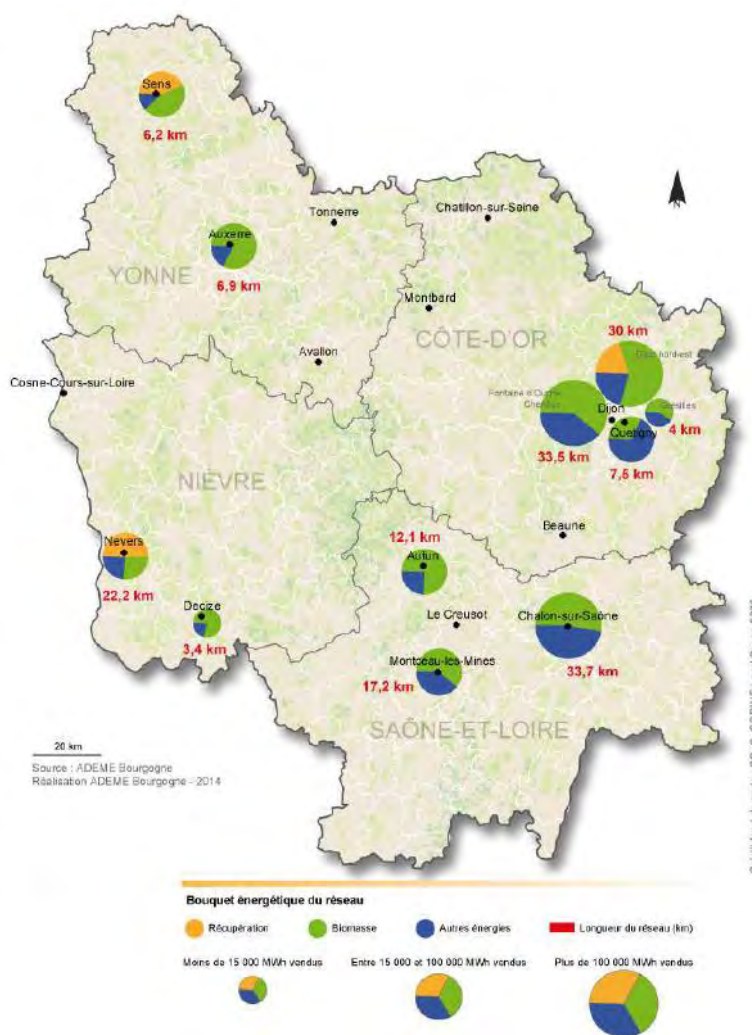 Sens
6,2 km
Tonnerre
Chatillon-sur-Seine
Auxerre
YONNE
6,9 km
Montbard
CÔTE-D'OR
30 km
Avallon
Cosne-Cours-sur-Loire
Dijon
Quetigny
4 km
33,5 km
7,5 km
NIÈVRE
Beaune
Nevers
12,1 km
Autun
22,2 km
Le Creusot
Chalon-sur-Saône
Decize
3,4 km
Montceau-les-Mines
17,2 km
33,7 km
SAÔNE-ET-LOIRE
N
20 km
Source : ADEME Bourgogne
Réalisation ADEME Bourgogne - 2014
Bouquet énergétique du réseau
Récupération
Biomasse
Autres énergies
Longueur du réseau (km)
Moins de 15 000 MWh vendus
Entre 15 000 et 100 000 MWh vendus
Plus de 100 000 MWh vendus